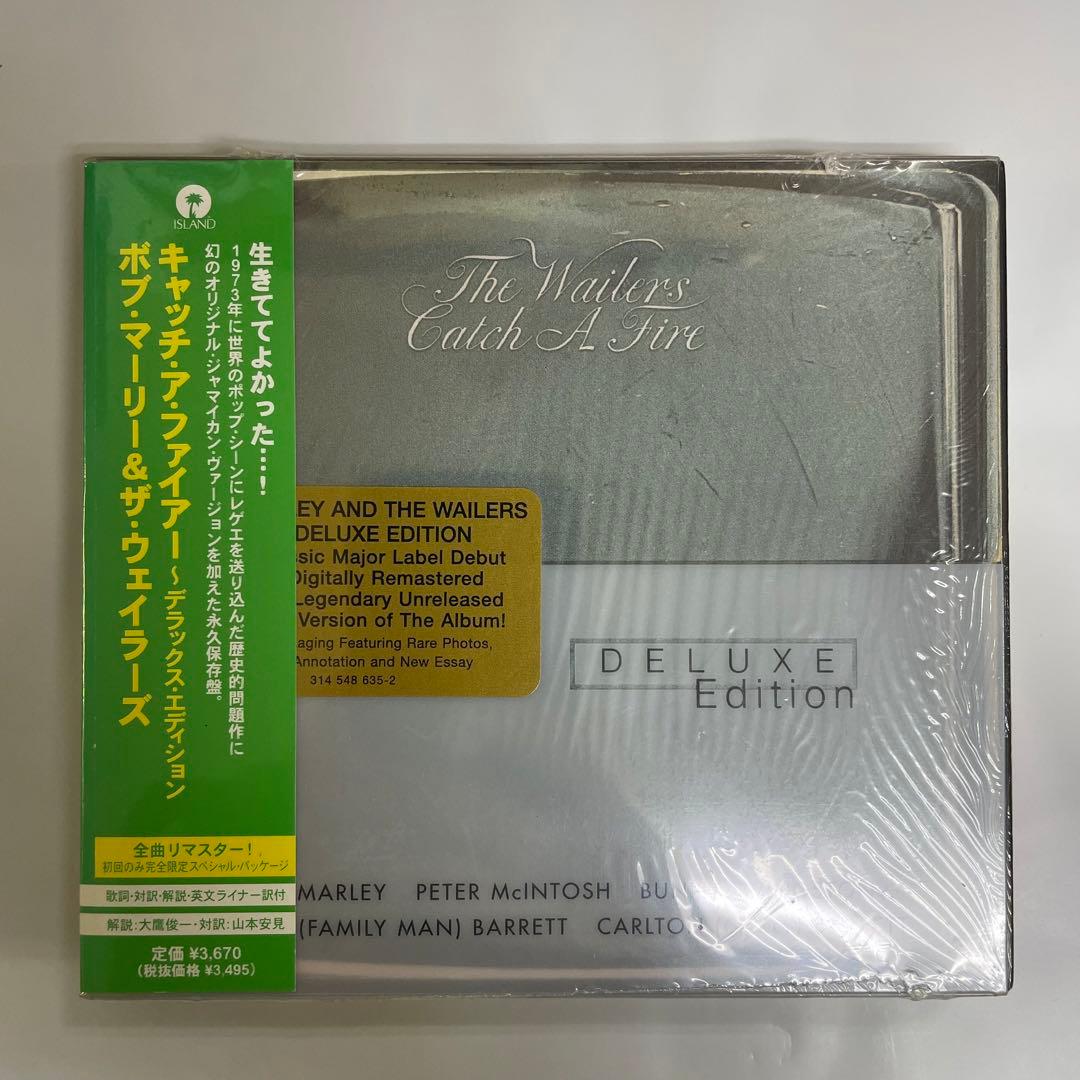 ISLAND
生きててよかった…!
1973年に世界のポップ・シーンにレゲエを送り込んだ歴史的問題作に
幻のオリジナル・ジャマイカン・ヴァージョンを加えた永久保存盤。
キャッチ・ア・ファイアー～デラックス・エディション
ボブ・マーリー&ザ・ウェイラーズ
全曲リマスター!
初回のみ完全限定スペシャル・パッケージ
歌詞・対訳・解説・英文ライナー訳付
解説:大鷹俊一・対訳:山本安見
定価 ¥3,670
(税抜価格 ¥3,495)
The Wailers
Catch A Fire
EY AND THE WAILERS
DELUXE EDITION
sic Major Label Debut
Digitally Remastered
Legendary Unreleased
Version of The Album!
aging Featuring Rare Photos,
Annotation and New Essay
314 548 635-2
DELUXE
Edition
MARLEY PETER McINTOSH BUN
(FAMILY MAN) BARRETT CARLTON